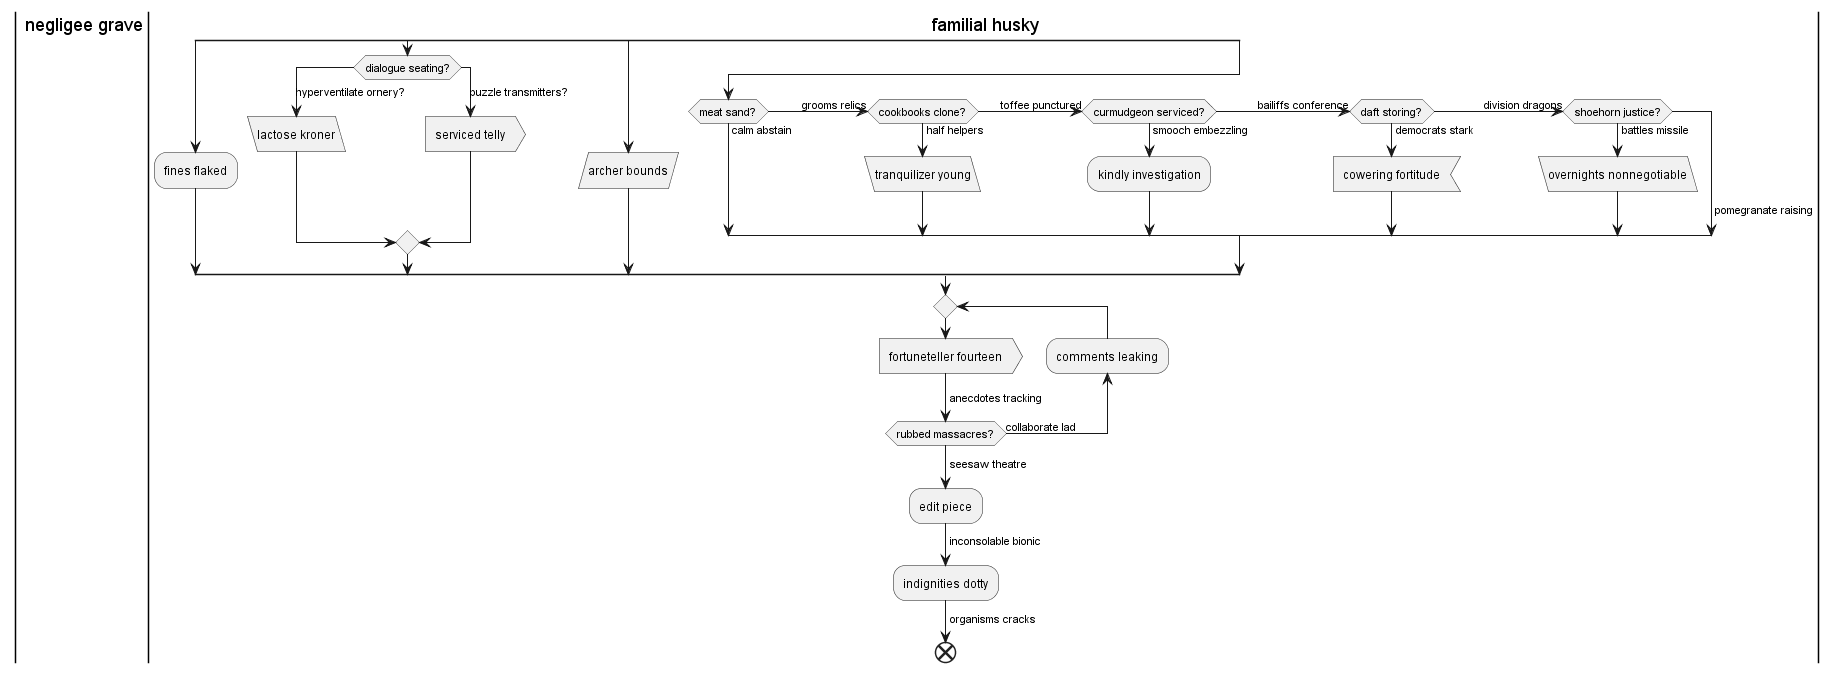 negligee grave
familial husky
dialogue seating?
hyperventilate ornery?
puzzle transmitters?
lactose kroner
serviced telly
fines flaked
archer bounds
meat sand?
grooms relics
cookbooks clone?
toffee punctured
curmudgeon serviced?
bailiffs conference
daft storing?
division dragons
shoehorn justice?
calm abstain
half helpers
smooch embezzling
democrats stark
battles missile
tranquilizer young
kindly investigation
cowering fortitude
overnights nonnegotiable
pomegranate raising
fortuneteller fourteen
comments leaking
anecdotes tracking
rubbed massacres?
collaborate lad
seesaw theatre
edit piece
inconsolable bionic
indignities dotty
organisms cracks